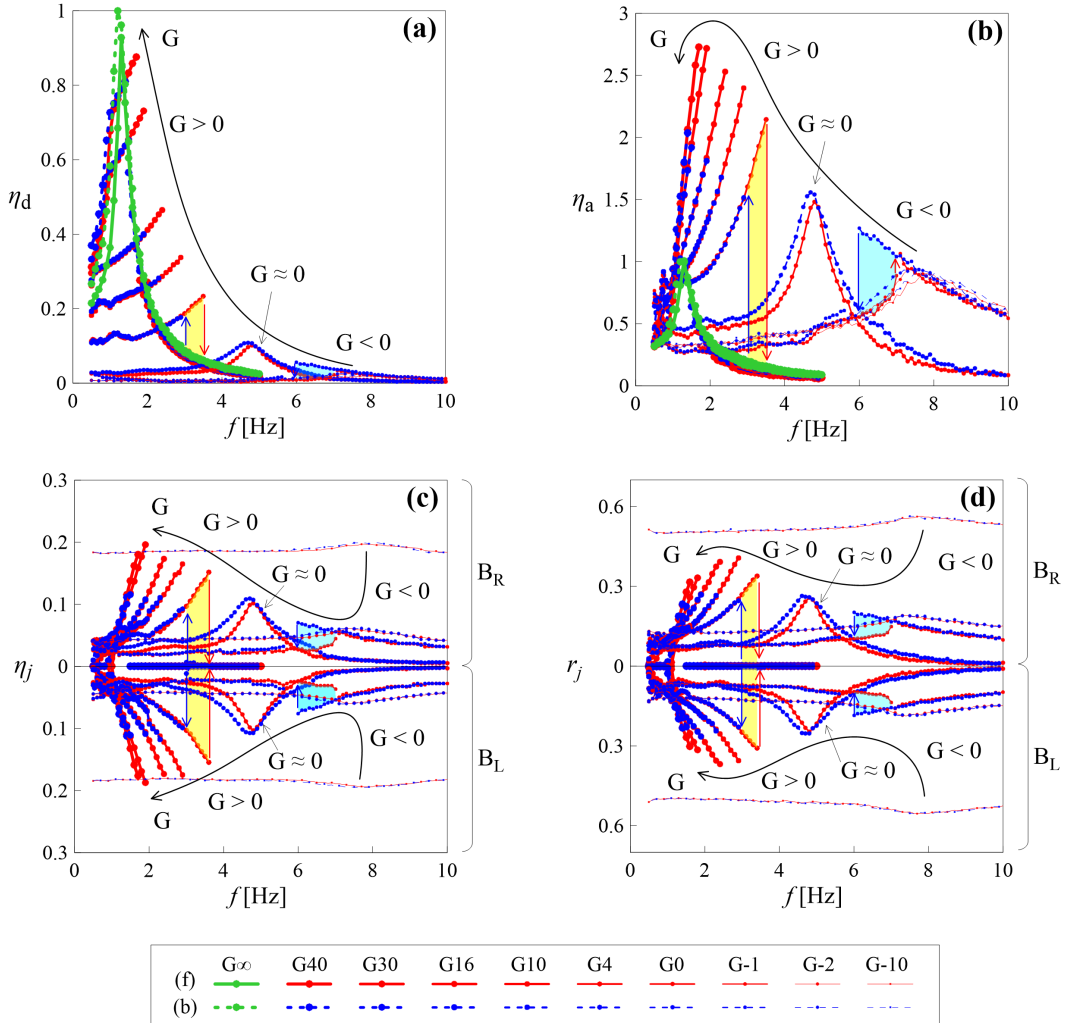 (a)
1
0.8
0.6
0.4
0.2
0
ηd
G
G > 0
G ≈ 0
G < 0
0 2 4 6 8 10
f [Hz]
(b)
3
2.5
2
1.5
1
0.5
0
ηa
G
G > 0
G ≈ 0
G < 0
0 2 4 6 8 10
f [Hz]
(c)
0.3
0.2
0.1
0
0.1
0.2
0.3
ηj
G
G > 0
G ≈ 0
G < 0
G ≈ 0
G < 0
G > 0
G
BR
BL
0 2 4 6 8 10
f [Hz]
(d)
0.6
0.3
0
0.3
0.6
rj
G
G > 0
G ≈ 0
G < 0
G < 0
G ≈ 0
G > 0
G
BR
BL
0 2 4 6 8 10
f [Hz]
G∞ G40 G30 G16 G10 G4 G0 G-1 G-2 G-10
(f)
(b)